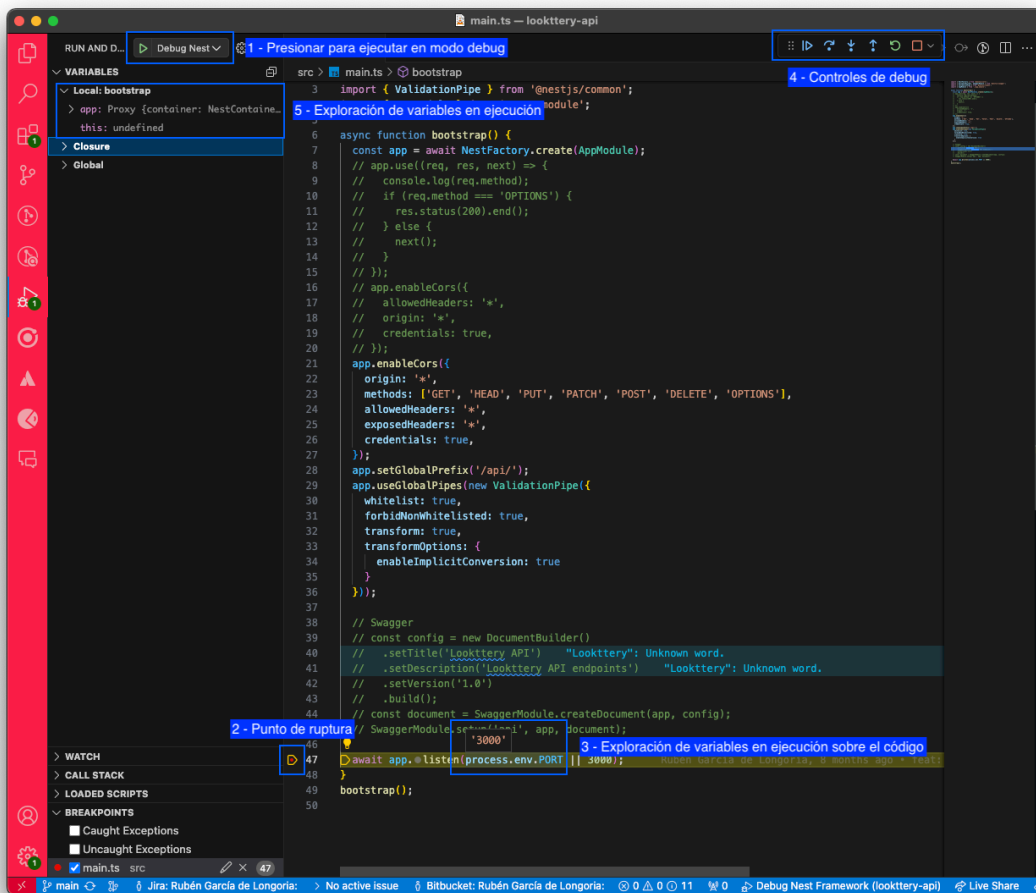 main.ts — lookttery-api
RUN AND D...
Debug Nest
1 - Presionar para ejecutar en modo debug
4 - Controles de debug
VARIABLES
Local: bootstrap
app: Proxy {container: NestContaine…
this: undefined
Closure
Global
src > main.ts > bootstrap
3 import { ValidationPipe } from '@nestjs/common';
5 - Exploración de variables en ejecución
module';
6 async function bootstrap() {
7 const app = await NestFactory.create(AppModule);
8 // app.use((req, res, next) => {
9 //   console.log(req.method);
10 //   if (req.method === 'OPTIONS') {
11 //     res.status(200).end();
12 //   } else {
13 //     next();
14 //   }
15 // });
16 // app.enableCors({
17 //   allowedHeaders: '*',
18 //   origin: '*',
19 //   credentials: true,
20 // });
21 app.enableCors({
22 origin: '*',
23 methods: ['GET', 'HEAD', 'PUT', 'PATCH', 'POST', 'DELETE', 'OPTIONS'],
24 allowedHeaders: '*',
25 exposedHeaders: '*',
26 credentials: true,
27 });
28 app.setGlobalPrefix('/api/');
29 app.useGlobalPipes(new ValidationPipe({
30 whitelist: true,
31 forbidNonWhitelisted: true,
32 transform: true,
33 transformOptions: {
34 enableImplicitConversion: true
35 }
36 }));
37
38 // Swagger
39 // const config = new DocumentBuilder()
40 //   .setTitle('Lookttery API')    "Lookttery": Unknown word.
41 //   .setDescription('Lookttery API endpoints')    "Lookttery": Unknown word.
42 //   .setVersion('1.0')
43 //   .build();
44 // const document = SwaggerModule.createDocument(app, config);
2 - Punto de ruptura
// SwaggerModule.setup('api', app, document);
46
'3000'
3 - Exploración de variables en ejecución sobre el código
47 await app.listen(process.env.PORT || 3000);    Rubén García de Longoria, 8 months ago • feat:
48 }
49 bootstrap();
50
WATCH
CALL STACK
LOADED SCRIPTS
BREAKPOINTS
Caught Exceptions
Uncaught Exceptions
main.ts src 47
main
Jira: Rubén García de Longoria:
No active issue
Bitbucket: Rubén García de Longoria:
0 0 11
0
Debug Nest Framework (lookttery-api)
Live Share